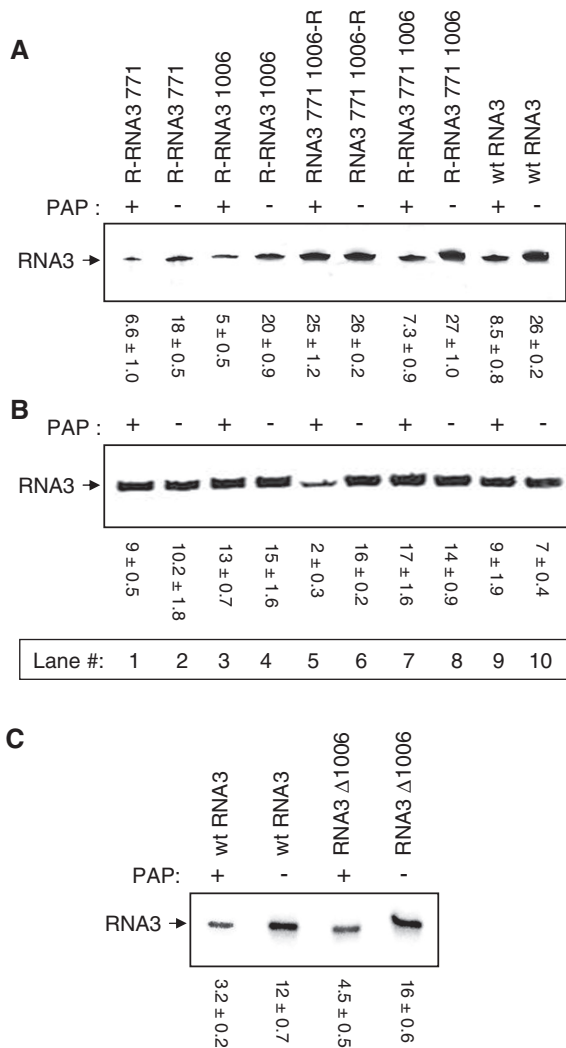 A
R-RNA3 771
R-RNA3 771
R-RNA3 1006
R-RNA3 1006
RNA3 771 1006-R
RNA3 771 1006-R
R-RNA3 771 1006
R-RNA3 771 1006
wt RNA3
wt RNA3
PAP : + - + - + - + - + -
RNA3
6.6 ± 1.0
18 ± 0.5
5 ± 0.5
20 ± 0.9
25 ± 1.2
26 ± 0.2
7.3 ± 0.9
27 ± 1.0
8.5 ± 0.8
26 ± 0.2
B
PAP : + - + - + - + - + -
RNA3
9 ± 0.5
10.2 ± 1.8
13 ± 0.7
15 ± 1.6
2 ± 0.3
16 ± 0.2
17 ± 1.6
14 ± 0.9
9 ± 1.9
7 ± 0.4
Lane #: 1 2 3 4 5 6 7 8 9 10
C
wt RNA3
wt RNA3
RNA3 Δ1006
RNA3 Δ1006
PAP: + - + -
RNA3
3.2 ± 0.2
12 ± 0.7
4.5 ± 0.5
16 ± 0.6